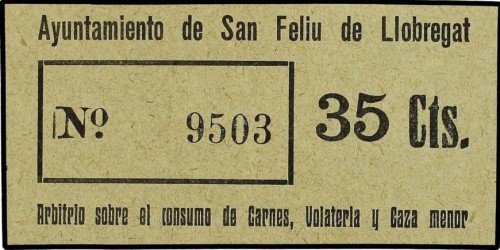 Ayuntamiento de San Feliu de Llobregat
Nº 9503 35 Cts.
Arbitrio sobre el consumo de Carnes, Volateria y Caza menor